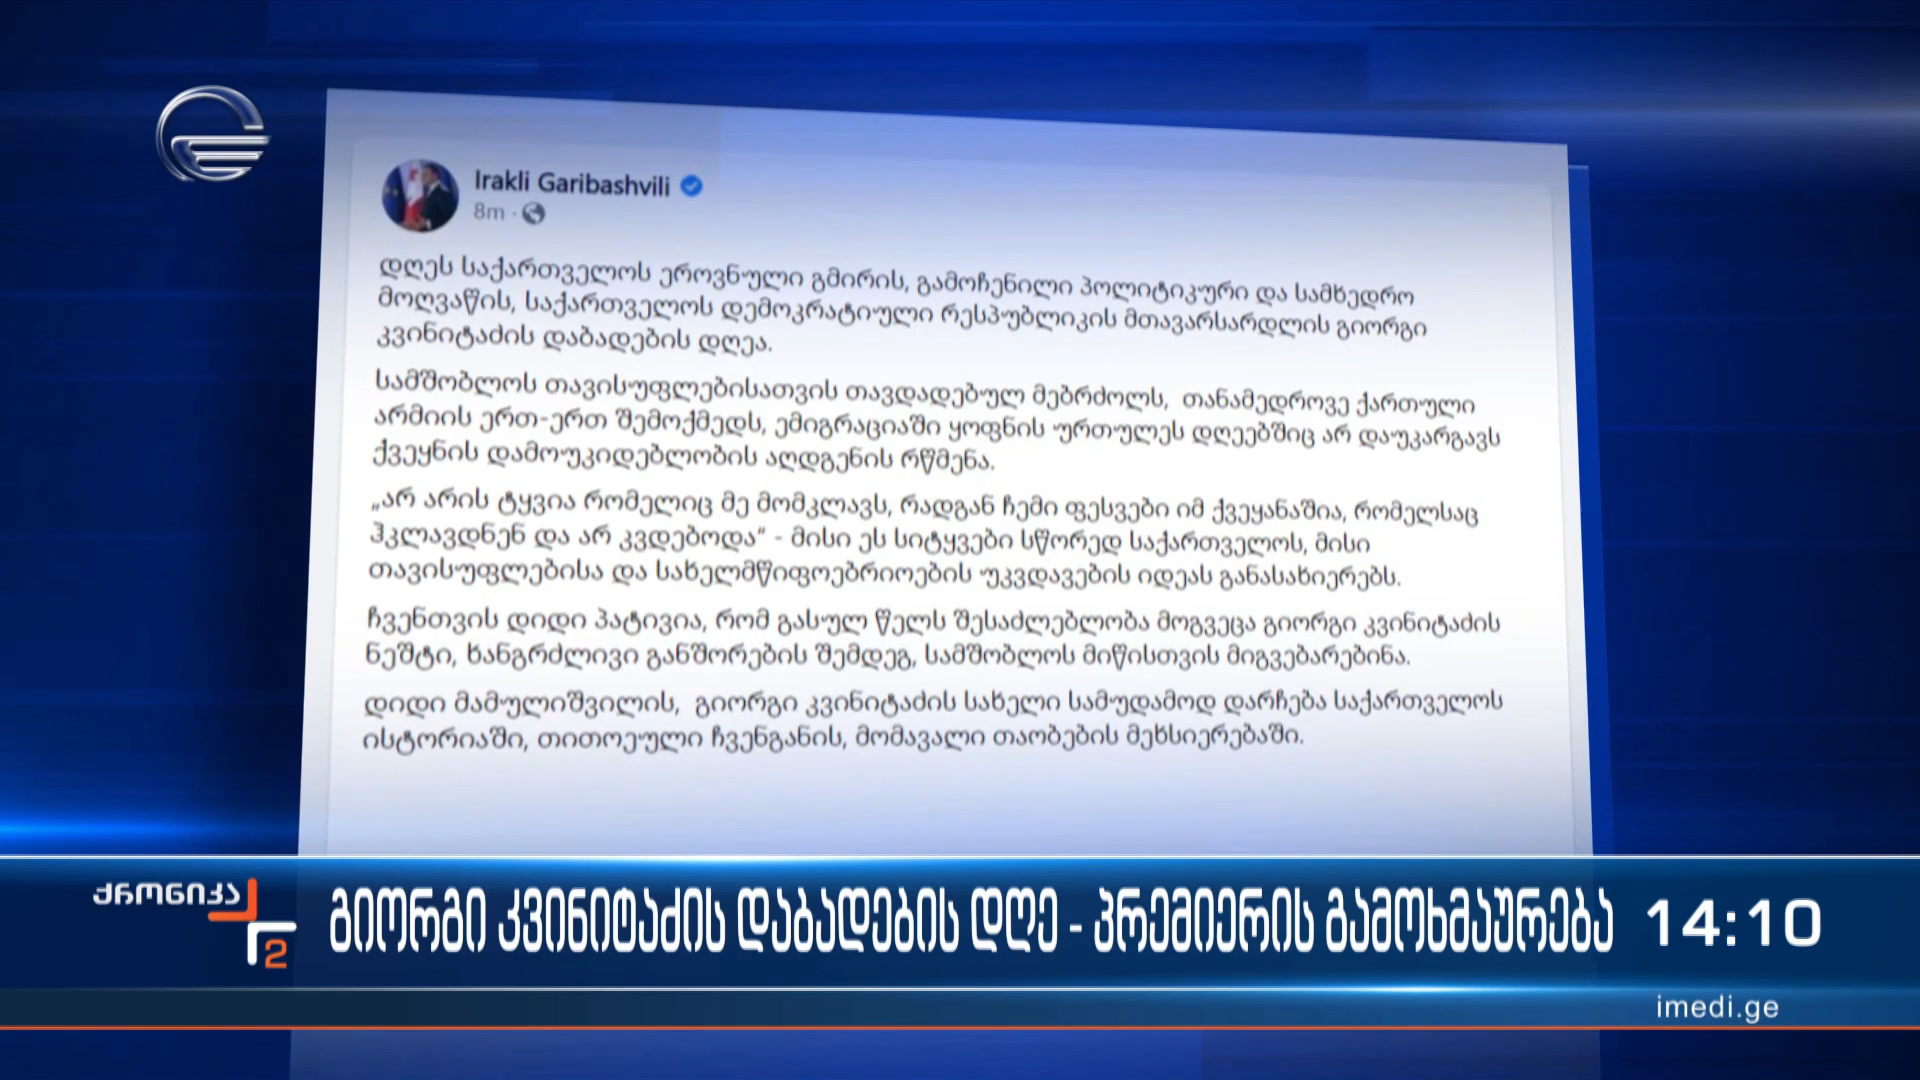 Irakli Garibashvili
8m ·
დღეს საქართველოს ეროვნული გმირის, გამოჩენილი პოლიტიკური და სამხედრო
მოღვაწის, საქართველოს დემოკრატიული რესპუბლიკის მთავარსარდლის გიორგი
კვინიტაძის დაბადების დღეა.
სამშობლოს თავისუფლებისათვის თავდადებულ მებრძოლს, თანამედროვე ქართული
არმიის ერთ-ერთ შემოქმედს, ემიგრაციაში ყოფნის ურთულეს დღეებშიც არ დაუკარგავს
ქვეყნის დამოუკიდებლობის აღდგენის რწმენა.
„არ არის ტყვია რომელიც მე მომკლავს, რადგან ჩემი ფესვები იმ ქვეყანაშია, რომელსაც
ჰკლავდნენ და არ კვდებოდა“ - მისი ეს სიტყვები სწორედ საქართველოს, მისი
თავისუფლებისა და სახელმწიფოებრიობის უკვდავების იდეას განასახიერებს.
ჩვენთვის დიდი პატივია, რომ გასულ წელს შესაძლებლობა მოგვეცა გიორგი კვინიტაძის
ნეშტი, ხანგრძლივი განშორების შემდეგ, სამშობლოს მიწისთვის მიგვებარებინა.
დიდი მამულიშვილის, გიორგი კვინიტაძის სახელი სამუდამოდ დარჩება საქართველოს
ისტორიაში, თითოეული ჩვენგანის, მომავალი თაობების მეხსიერებაში.
ქრონიკა
2
გიორგი კვინიტაძის დაბადების დღე - პრემიერის გამოხმაურება
14:10
imedi.ge